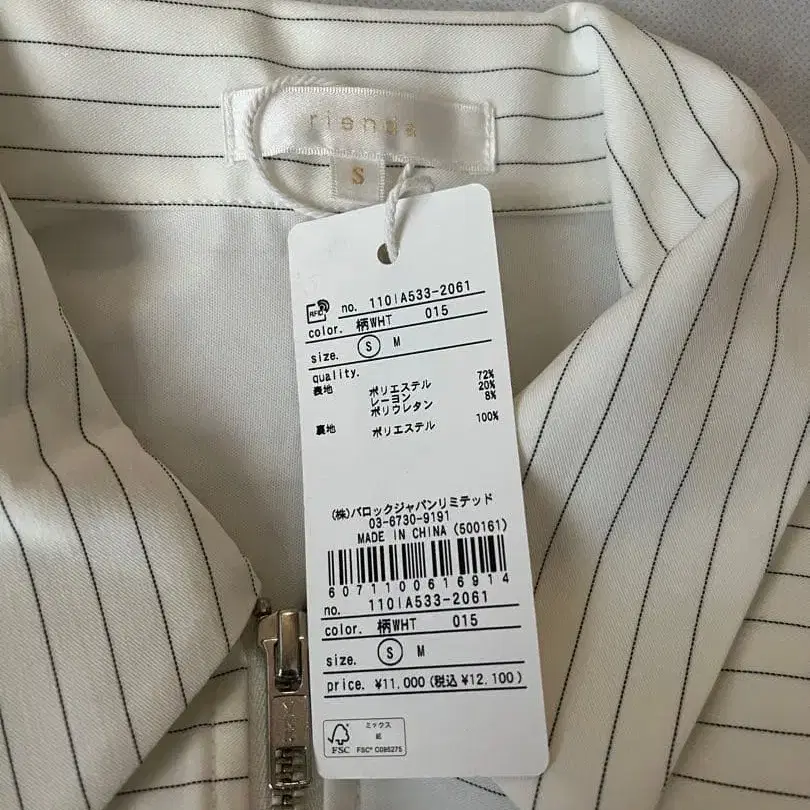 rienda
S
RFID
no. 110IA533-2061
color. 柄WHT 015
size. S M
quality.
表地 ポリエステル 72%
レーヨン 20%
ポリウレタン 8%
裏地 ポリエステル 100%
(株)バロックジャパンリミテッド
03-6730-9191
MADE IN CHINA (500161)
6071100616914
no. 110IA533-2061
color. 柄WHT 015
size. S M
price. ¥11,000 (税込 ¥12,100)
ミックス
紙
FSC
FSC® C095275
YKK